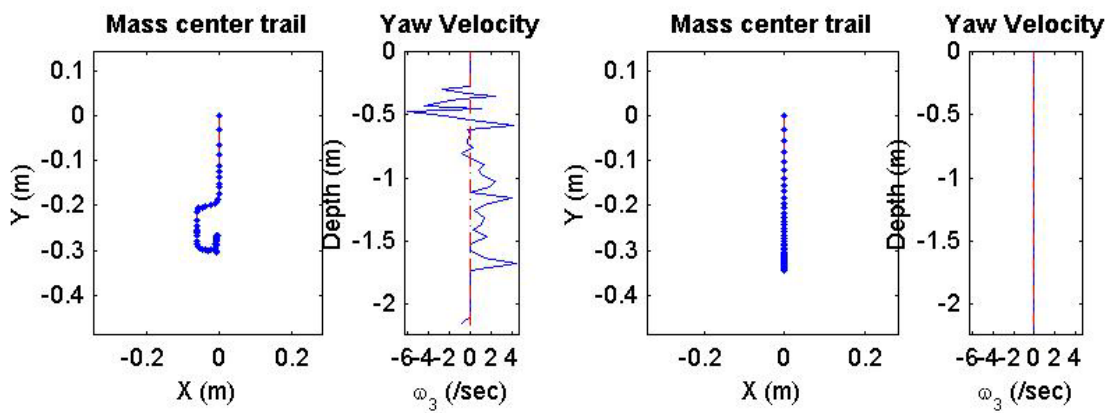 Mass center trail
Yaw Velocity
Mass center trail
Yaw Velocity
0.1
0
-0.1
-0.2
-0.3
-0.4
Y (m)
-0.2 0 0.2
X (m)
0
-0.5
-1
-1.5
-2
Depth (m)
-6-4-2 0 2 4
ω_3 (/sec)
0.1
0
-0.1
-0.2
-0.3
-0.4
Y (m)
-0.2 0 0.2
X (m)
0
-0.5
-1
-1.5
-2
Depth (m)
-6-4-2 0 2 4
ω_3 (/sec)